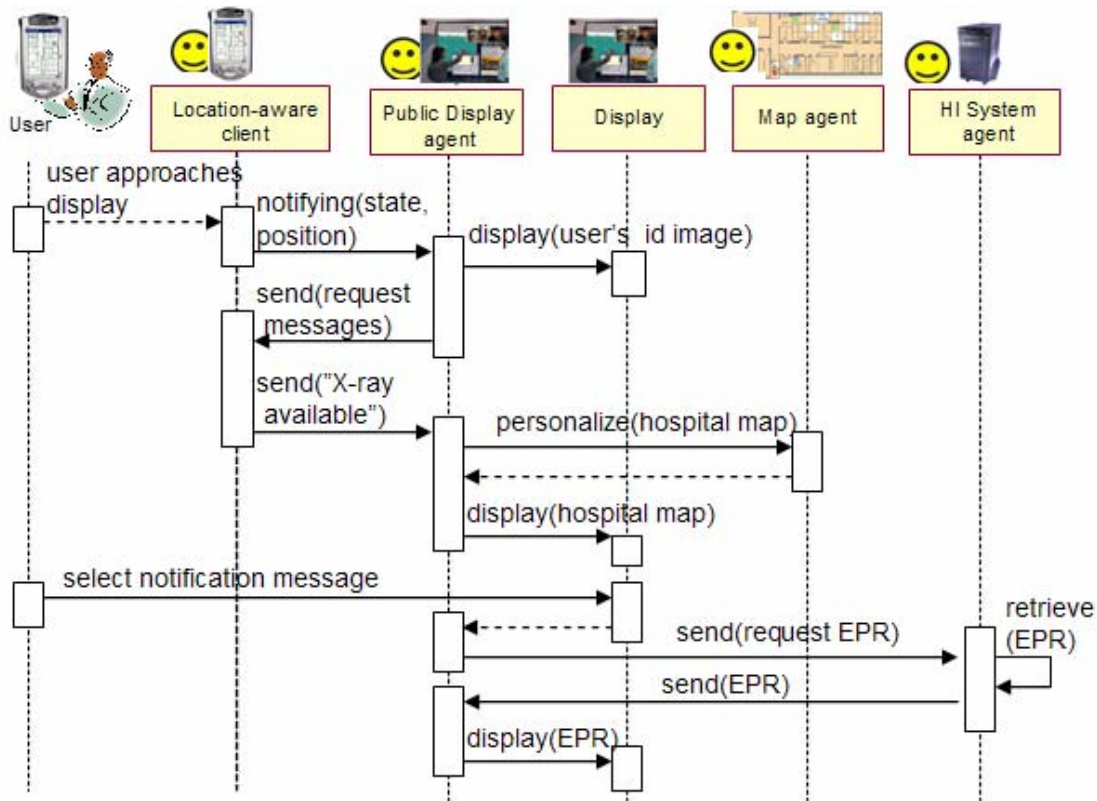 User
Location-aware
client
Public Display
agent
Display
Map agent
HI System
agent
user approaches
display
notifying(state,
position)
display(user's id image)
send(request
messages)
send("X-ray
available")
personalize(hospital map)
display(hospital map)
select notification message
send(request EPR)
retrieve
(EPR)
send(EPR)
display(EPR)